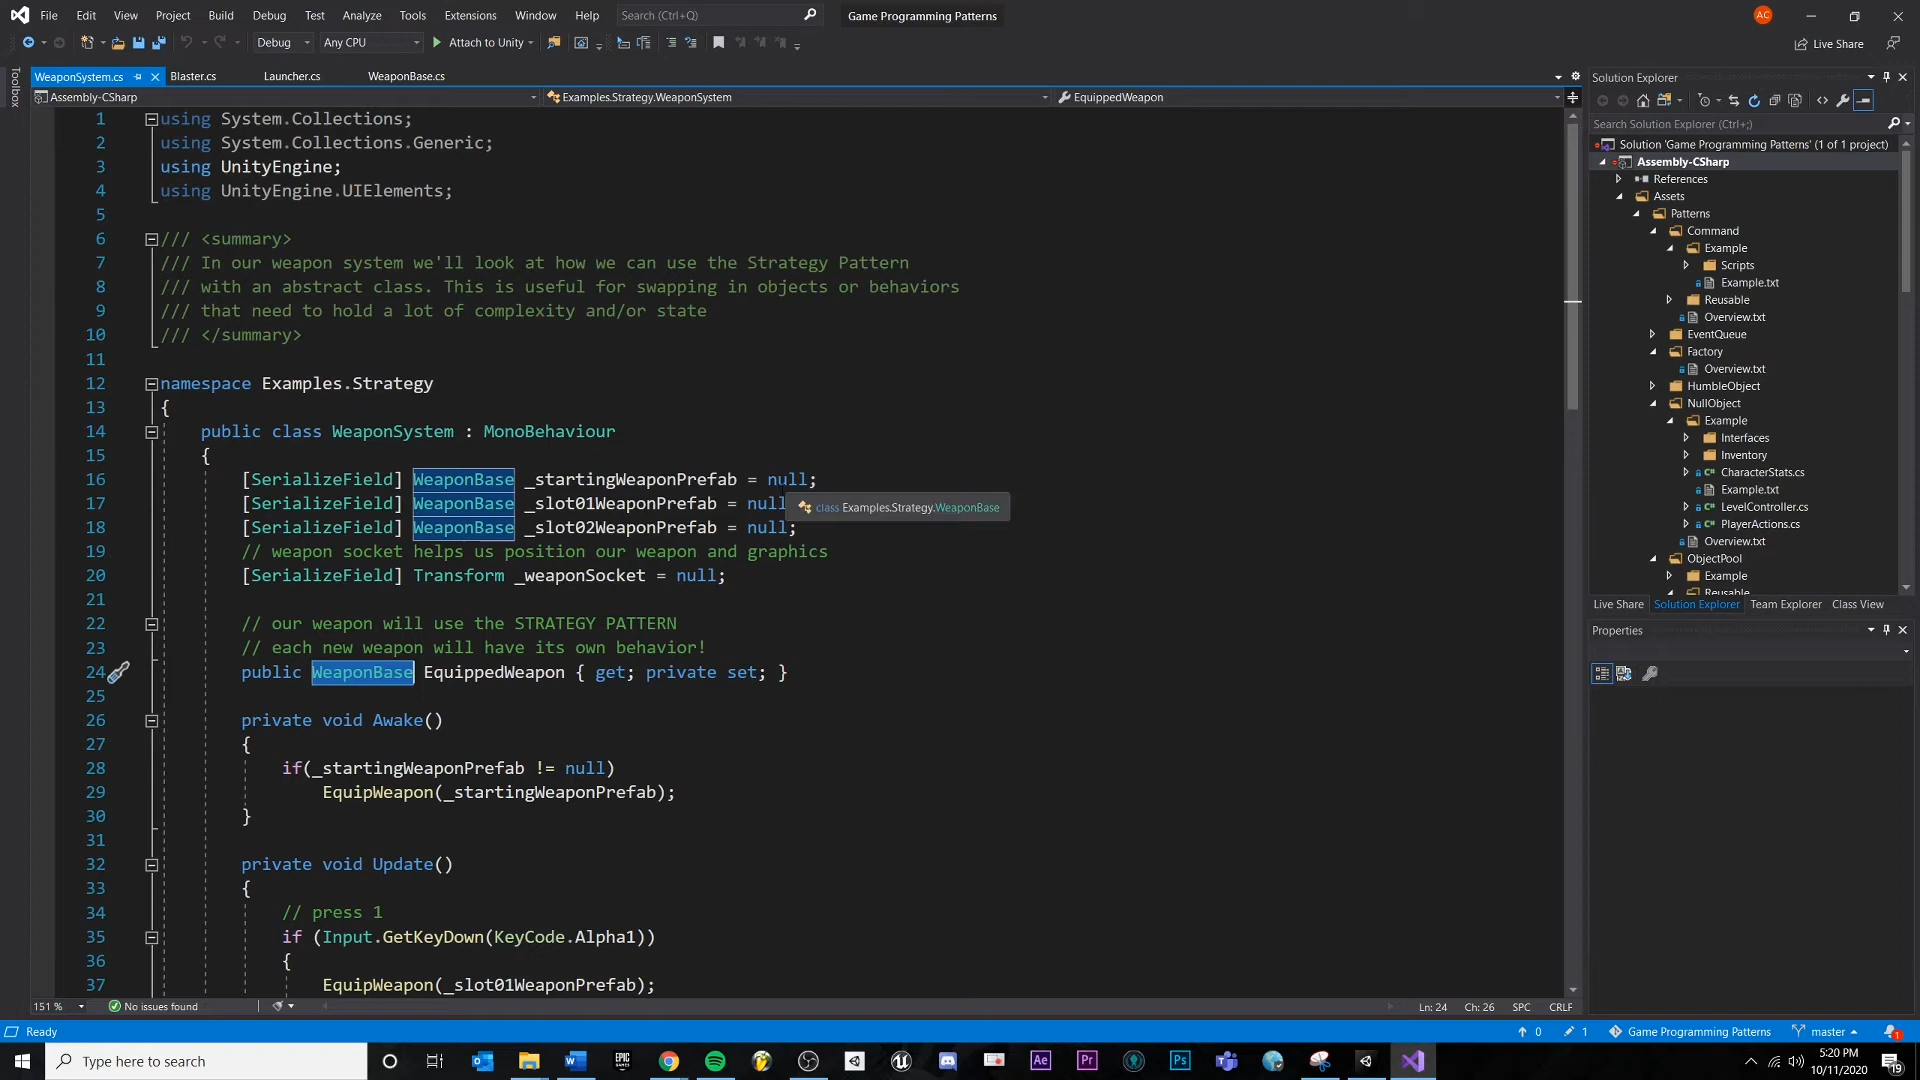 File Edit View Project Build Debug Test Analyze Tools Extensions Window Help Search (Ctrl+Q) Game Programming Patterns AC
Debug Any CPU Attach to Unity Live Share
Toolbox
WeaponSystem.cs Blaster.cs Launcher.cs WeaponBase.cs
Assembly-CSharp Examples.Strategy.WeaponSystem EquippedWeapon
1 using System.Collections;
2 using System.Collections.Generic;
3 using UnityEngine;
4 using UnityEngine.UIElements;
5
6 /// <summary>
7 /// In our weapon system we'll look at how we can use the Strategy Pattern
8 /// with an abstract class. This is useful for swapping in objects or behaviors
9 /// that need to hold a lot of complexity and/or state
10 /// </summary>
11
12 namespace Examples.Strategy
13 {
14 public class WeaponSystem : MonoBehaviour
15 {
16 [SerializeField] WeaponBase _startingWeaponPrefab = null;
17 [SerializeField] WeaponBase _slot01WeaponPrefab = null
class Examples.Strategy.WeaponBase
18 [SerializeField] WeaponBase _slot02WeaponPrefab = null;
19 // weapon socket helps us position our weapon and graphics
20 [SerializeField] Transform _weaponSocket = null;
21
22 // our weapon will use the STRATEGY PATTERN
23 // each new weapon will have its own behavior!
24 public WeaponBase EquippedWeapon { get; private set; }
25
26 private void Awake()
27 {
28 if(_startingWeaponPrefab != null)
29 EquipWeapon(_startingWeaponPrefab);
30 }
31
32 private void Update()
33 {
34 // press 1
35 if (Input.GetKeyDown(KeyCode.Alpha1))
36 {
37 EquipWeapon(_slot01WeaponPrefab);
151 % No issues found Ln: 24 Ch: 26 SPC CRLF
Solution Explorer
Search Solution Explorer (Ctrl+;)
Solution 'Game Programming Patterns' (1 of 1 project)
Assembly-CSharp
References
Assets
Patterns
Command
Example
Scripts
Example.txt
Reusable
Overview.txt
EventQueue
Factory
Overview.txt
HumbleObject
NullObject
Example
Interfaces
Inventory
CharacterStats.cs
Example.txt
LevelController.cs
PlayerActions.cs
Overview.txt
ObjectPool
Example
Reusable
Live Share Solution Explorer Team Explorer Class View
Properties
Ready 0 1 Game Programming Patterns master 1
Type here to search EPIC GAMES Ae Pr Ps 5:20 PM
10/11/2020 19